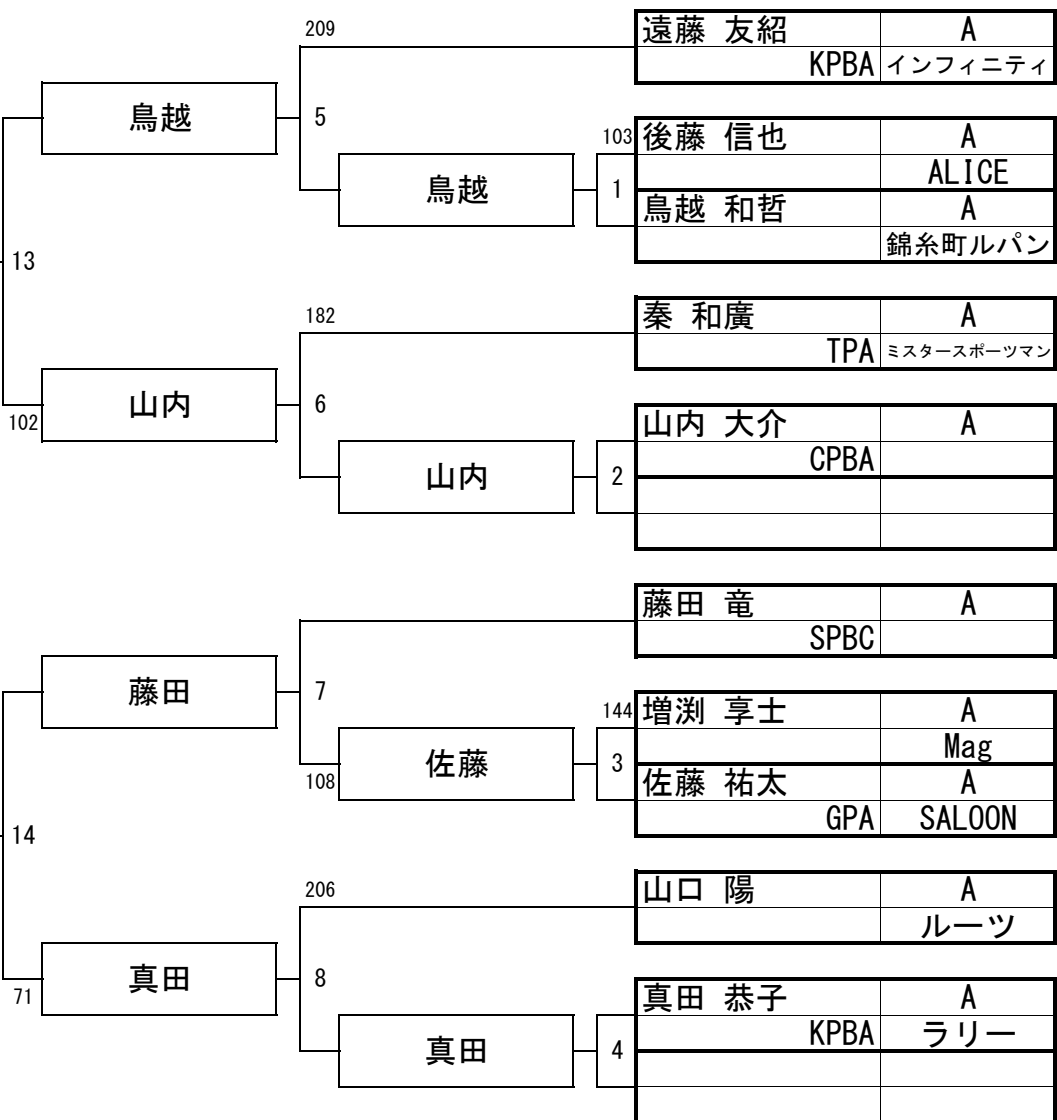 209
遠藤 友紹 A
KPBA インフィニティ
鳥越 5
103 後藤 信也 A
ALICE
鳥越 1
鳥越 和哲 A
錦糸町ルパン
13
182
秦 和廣 A
TPA ミスタースポーツマン
山内 6
102
山内 大介 A
CPBA
山内 2
藤田 竜 A
SPBC
藤田 7
144 増渕 享士 A
Mag
佐藤 3
108
佐藤 祐太 A
GPA SALOON
14
206
山口 陽 A
ルーツ
真田 8
71
真田 恭子 A
KPBA ラリー
真田 4